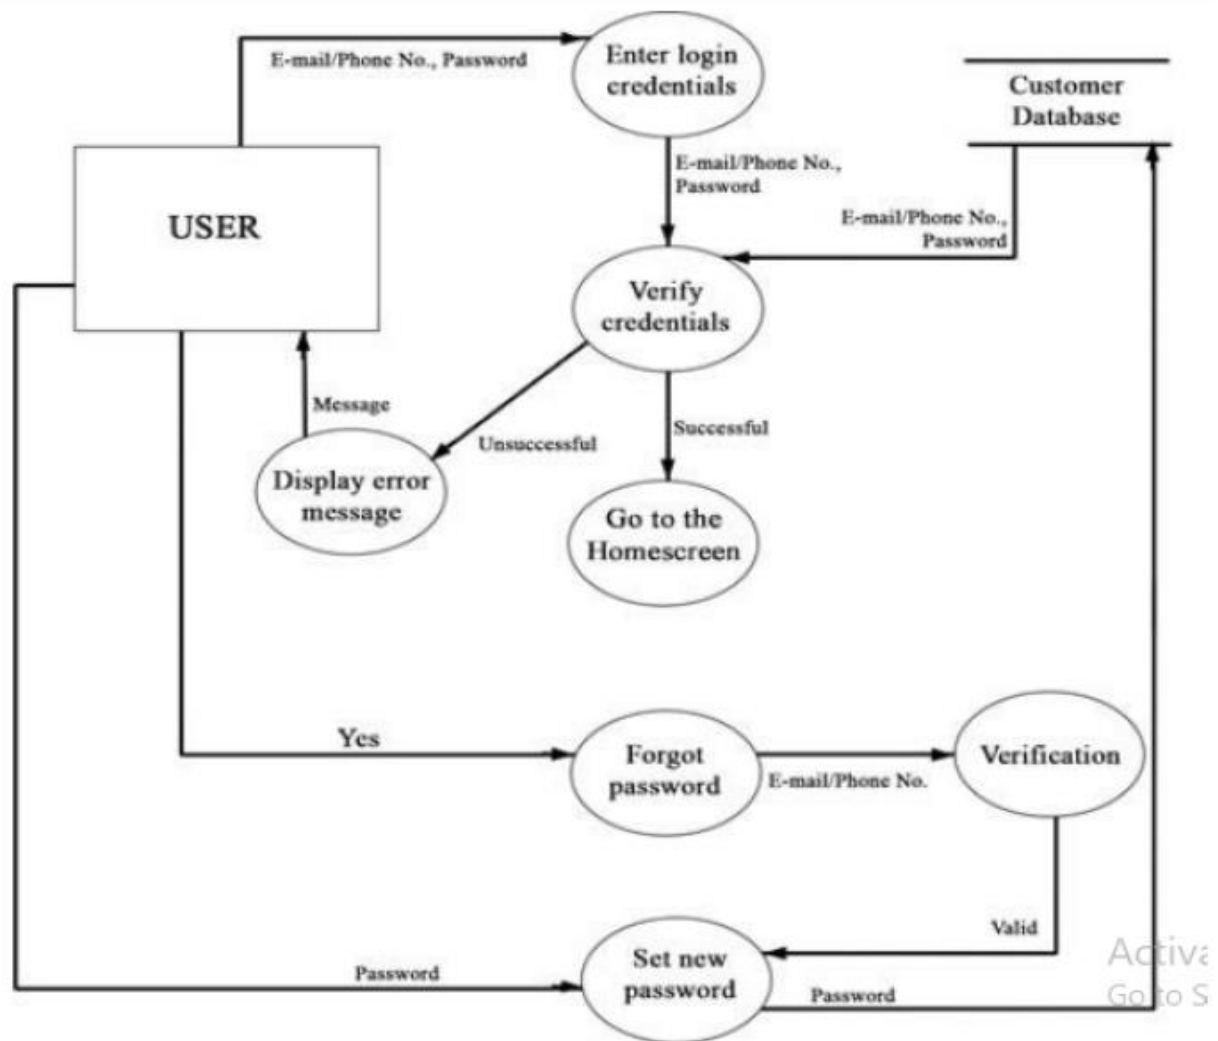 E-mail/Phone No., Password
Enter login
credentials
Customer
Database
E-mail/Phone No.,
Password
E-mail/Phone No.,
Password
USER
Verify
credentials
Message
Unsuccessful
Successful
Display error
message
Go to the
Homescreen
Yes
Forgot
password
E-mail/Phone No.
Verification
Valid
Set new
password
Password
Password
Go to S